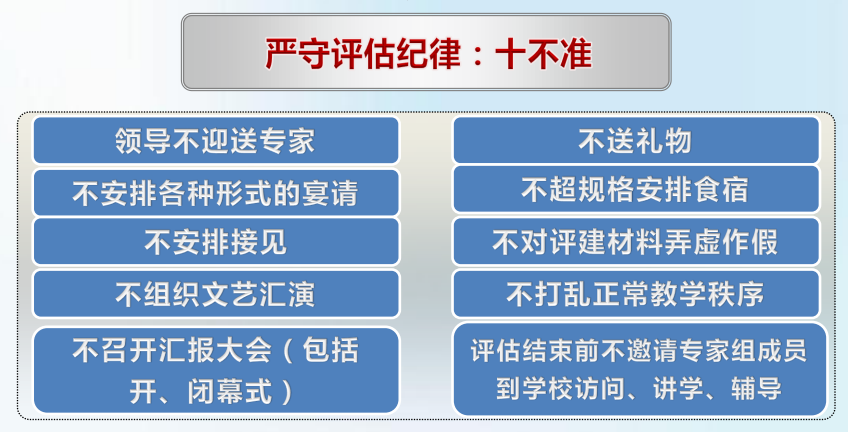 严守评估纪律：十不准
领导不迎送专家
不安排各种形式的宴请
不安排接见
不组织文艺汇演
不召开汇报大会（包括
开、闭幕式）
不送礼物
不超规格安排食宿
不对评建材料弄虚作假
不打乱正常教学秩序
评估结束前不邀请专家组成员
到学校访问、讲学、辅导